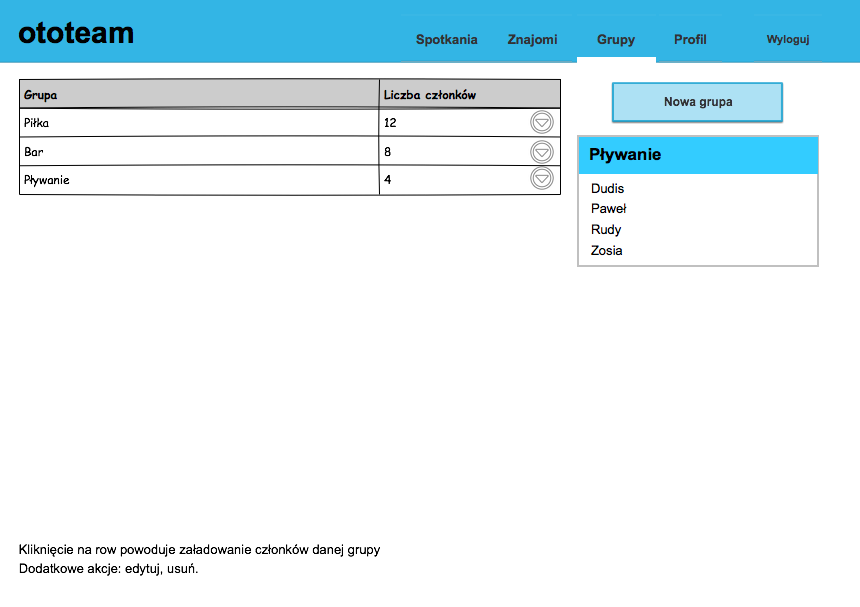 ototeam
Spotkania Znajomi Grupy Profil Wyloguj
Grupa Liczba członków
Piłka 12
Bar 8
Pływanie 4
Nowa grupa
Pływanie
Dudis
Paweł
Rudy
Zosia
Kliknięcie na row powoduje załadowanie członków danej grupy
Dodatkowe akcje: edytuj, usuń.